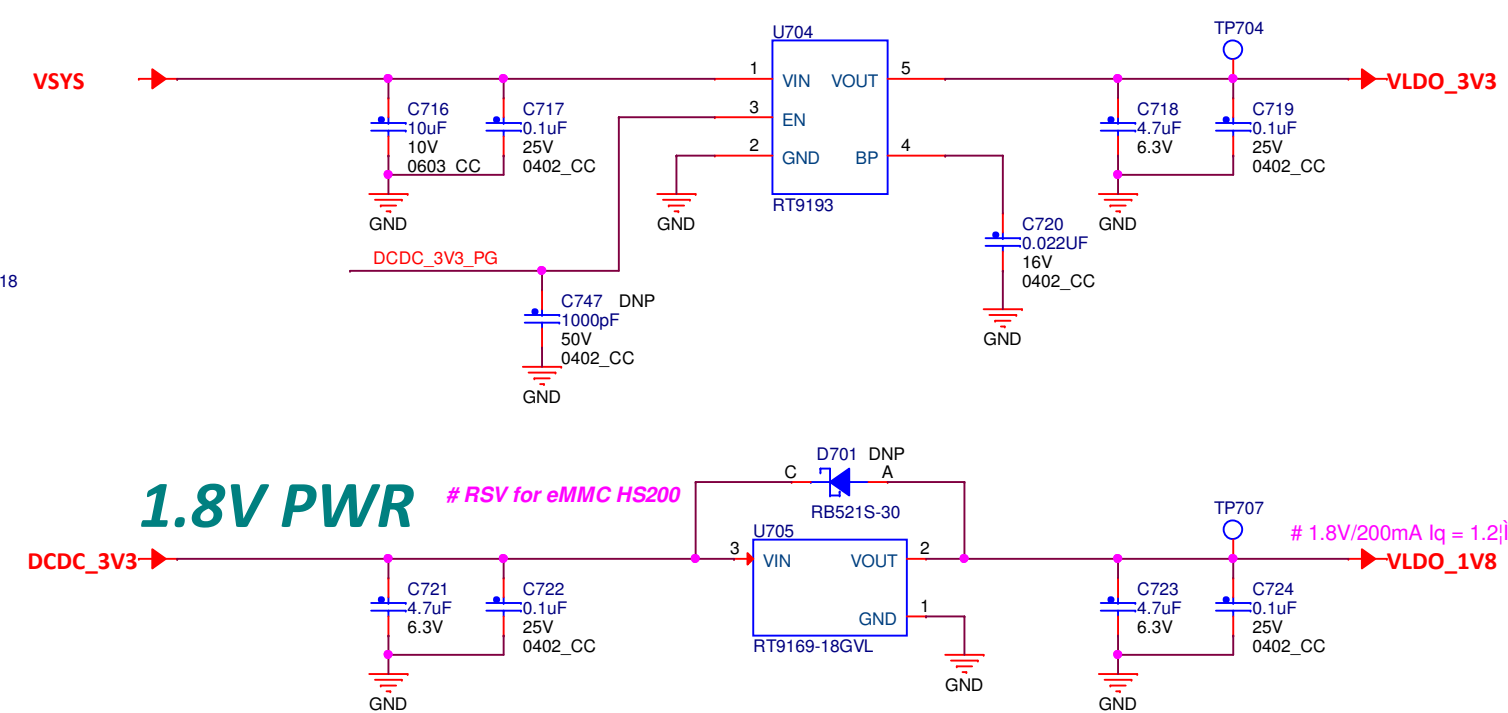 U704
TP704
VSYS
1
VIN
VOUT
5
VLDO_3V3
C716
10uF
10V
0603_CC
C717
0.1uF
25V
0402_CC
3
EN
2
GND
BP
4
RT9193
C718
4.7uF
6.3V
C719
0.1uF
25V
0402_CC
GND
GND
GND
C720
0.022UF
16V
0402_CC
GND
DCDC_3V3_PG
18
C747 DNP
1000pF
50V
0402_CC
GND
1.8V PWR
# RSV for eMMC HS200
D701 DNP
C
A
RB521S-30
U705
TP707
# 1.8V/200mA Iq = 1.2¦Ì
DCDC_3V3
3
VIN
VOUT
2
VLDO_1V8
C721
4.7uF
6.3V
C722
0.1uF
25V
0402_CC
GND
1
RT9169-18GVL
C723
4.7uF
6.3V
C724
0.1uF
25V
0402_CC
GND
GND
GND